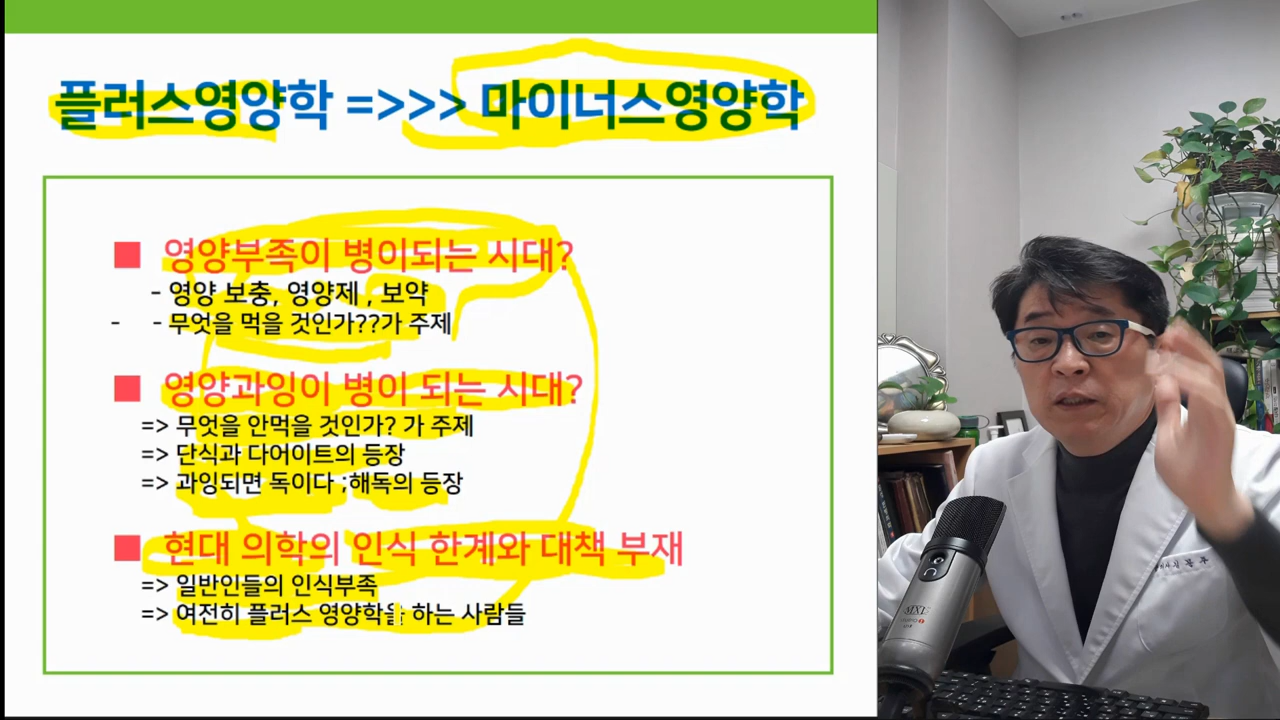 플러스영양학 =>>> 마이너스영양학
■ 영양부족이 병이되는 시대?
- 영양 보충, 영양제 , 보약
- - 무엇을 먹을 것인가??가 주제
■ 영양과잉이 병이 되는 시대?
=> 무엇을 안먹을 것인가? 가 주제
=> 단식과 다어이트의 등장
=> 과잉되면 독이다 ;해독의 등장
■ 현대 의학의 인식 한계와 대책 부재
=> 일반인들의 인식부족
=> 여전히 플러스 영양학을 하는 사람들
MXL